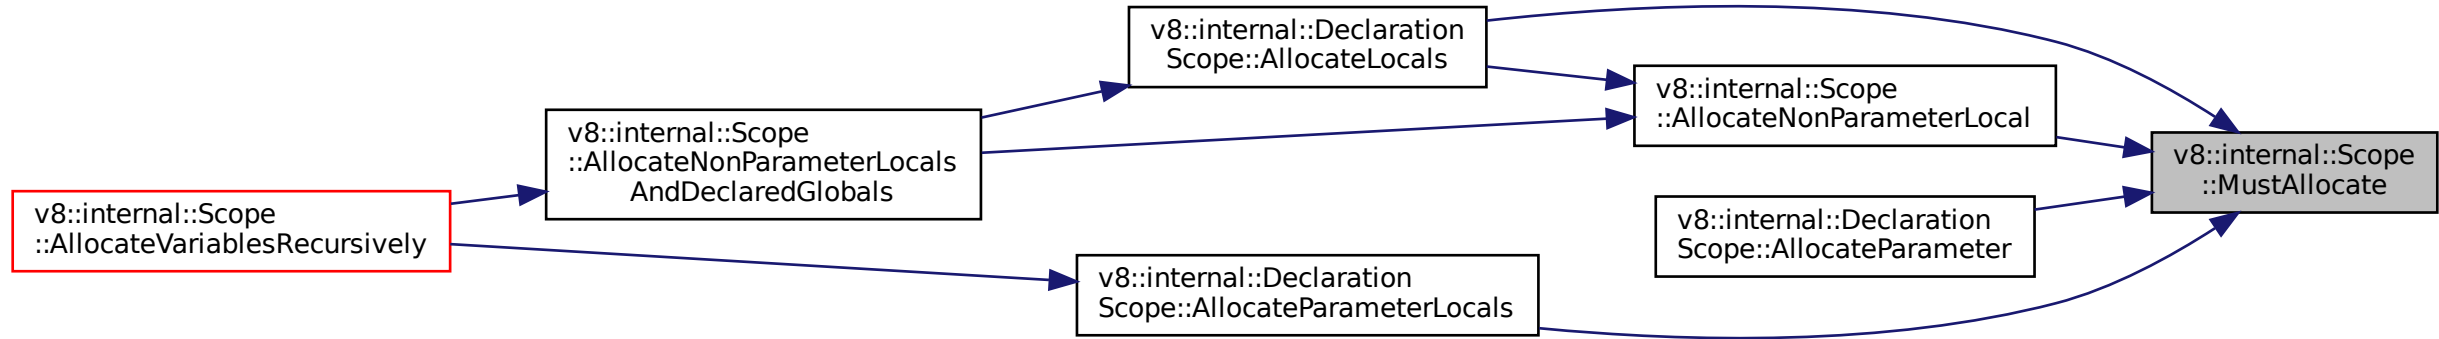 v8::internal::Declaration
Scope::AllocateLocals
v8::internal::Scope
::AllocateNonParameterLocal
v8::internal::Scope
::AllocateNonParameterLocals
AndDeclaredGlobals
v8::internal::Scope
::MustAllocate
v8::internal::Scope
::AllocateVariablesRecursively
v8::internal::Declaration
Scope::AllocateParameter
v8::internal::Declaration
Scope::AllocateParameterLocals